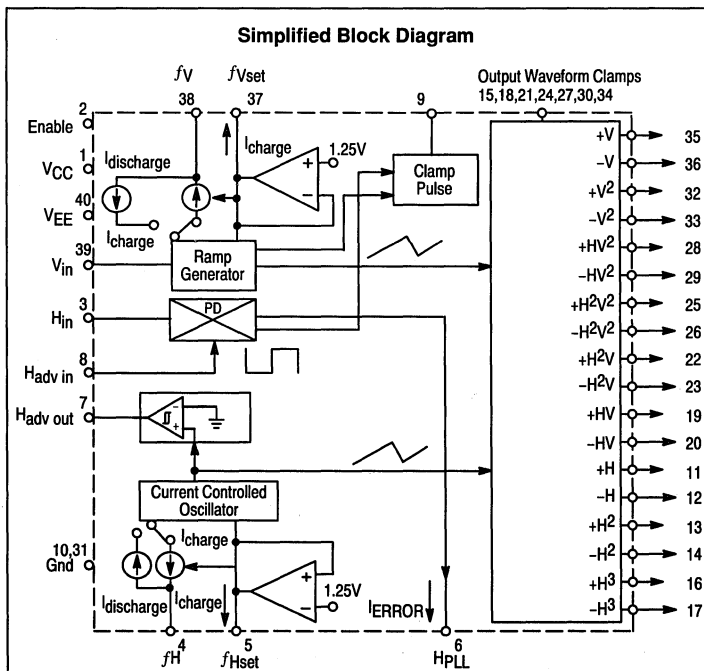 Simplified Block Diagram
fV
fVset
Output Waveform Clamps
38
37
9
15,18,21,24,27,30,34
2
Enable
1
VCC
40
VEE
39
Vin
3
Hin
8
Hadv in
7
Hadv out
10,31
Gnd
Idischarge
Icharge
Icharge
1.25V
+
−
Clamp
Pulse
Ramp
Generator
PD
−
+
Current Controlled
Oscillator
Icharge
Idischarge
Icharge
+
−
1.25V
IERROR
4
5
6
fH
fHset
HPLL
+V 35
−V 36
+V² 32
−V² 33
+HV² 28
−HV² 29
+H²V² 25
−H²V² 26
+H²V 22
−H²V 23
+HV 19
−HV 20
+H 11
−H 12
+H² 13
−H² 14
+H³ 16
−H³ 17